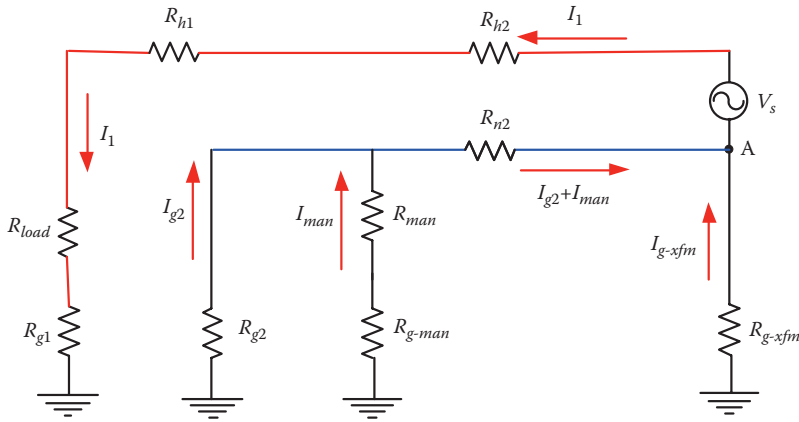 R_h1
R_h2
I_1
V_s
I_1
R_n2
A
I_g2+I_man
I_g2
I_man
R_man
I_g-xfm
R_load
R_g1
R_g2
R_g-man
R_g-xfm